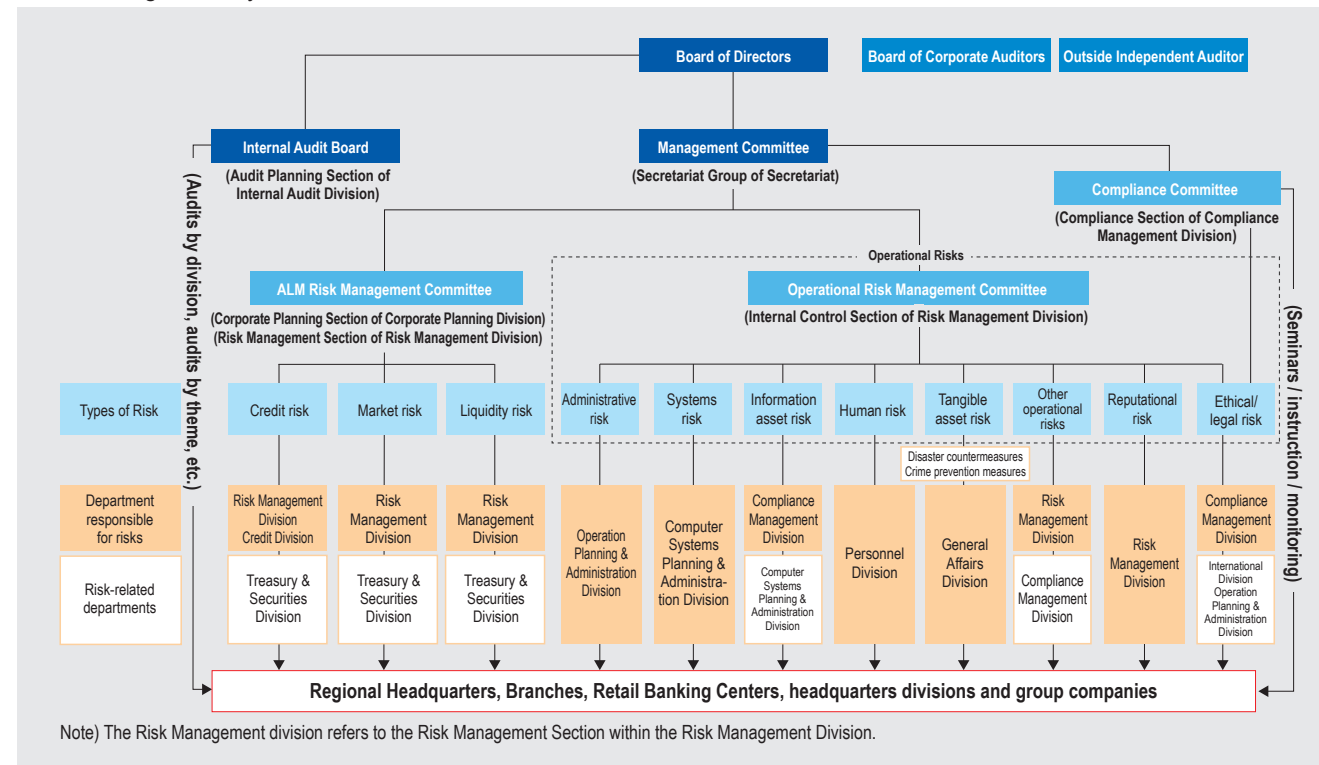 Board of Directors
Board of Corporate Auditors
Outside Independent Auditor
Internal Audit Board
(Audit Planning Section of
Internal Audit Division)
Management Committee
(Secretariat Group of Secretariat)
Compliance Committee
(Compliance Section of Compliance
Management Division)
(Audits by division, audits by theme, etc.)
(Seminars / instruction / monitoring)
Operational Risks
ALM Risk Management Committee
(Corporate Planning Section of Corporate Planning Division)
(Risk Management Section of Risk Management Division)
Operational Risk Management Committee
(Internal Control Section of Risk Management Division)
Types of Risk
Credit risk
Market risk
Liquidity risk
Administrative
risk
Systems
risk
Information
asset risk
Human risk
Tangible
asset risk
Other
operational
risks
Reputational
risk
Ethical/
legal risk
Disaster countermeasures
Crime prevention measures
Department
responsible
for risks
Risk Management
Division
Credit Division
Risk
Management
Division
Risk
Management
Division
Operation
Planning &
Administration
Division
Computer
Systems
Planning &
Administra-
tion Division
Compliance
Management
Division
Personnel
Division
General
Affairs
Division
Risk
Management
Division
Risk
Management
Division
Compliance
Management
Division
Risk-related
departments
Treasury &
Securities
Division
Treasury &
Securities
Division
Treasury &
Securities
Division
Computer
Systems
Planning &
Administration
Division
Compliance
Management
Division
International
Division
Operation
Planning &
Administration
Division
Regional Headquarters, Branches, Retail Banking Centers, headquarters divisions and group companies
Note) The Risk Management division refers to the Risk Management Section within the Risk Management Division.